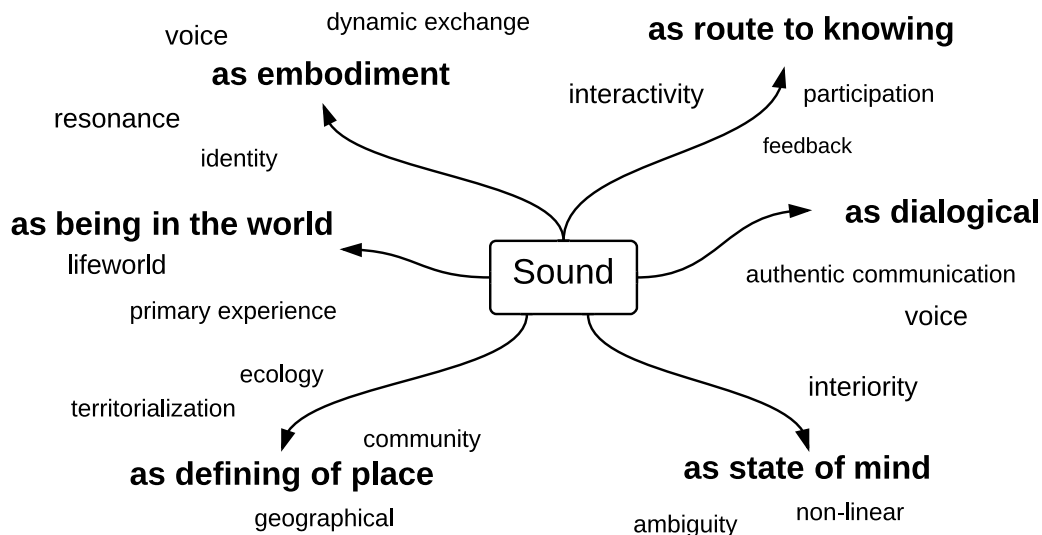 dynamic exchange
voice
as embodiment
resonance
identity
as route to knowing
interactivity
participation
feedback
as being in the world
lifeworld
primary experience
Sound
as dialogical
authentic communication
voice
ecology
territorialization
community
as defining of place
geographical
interiority
as state of mind
non-linear
ambiguity